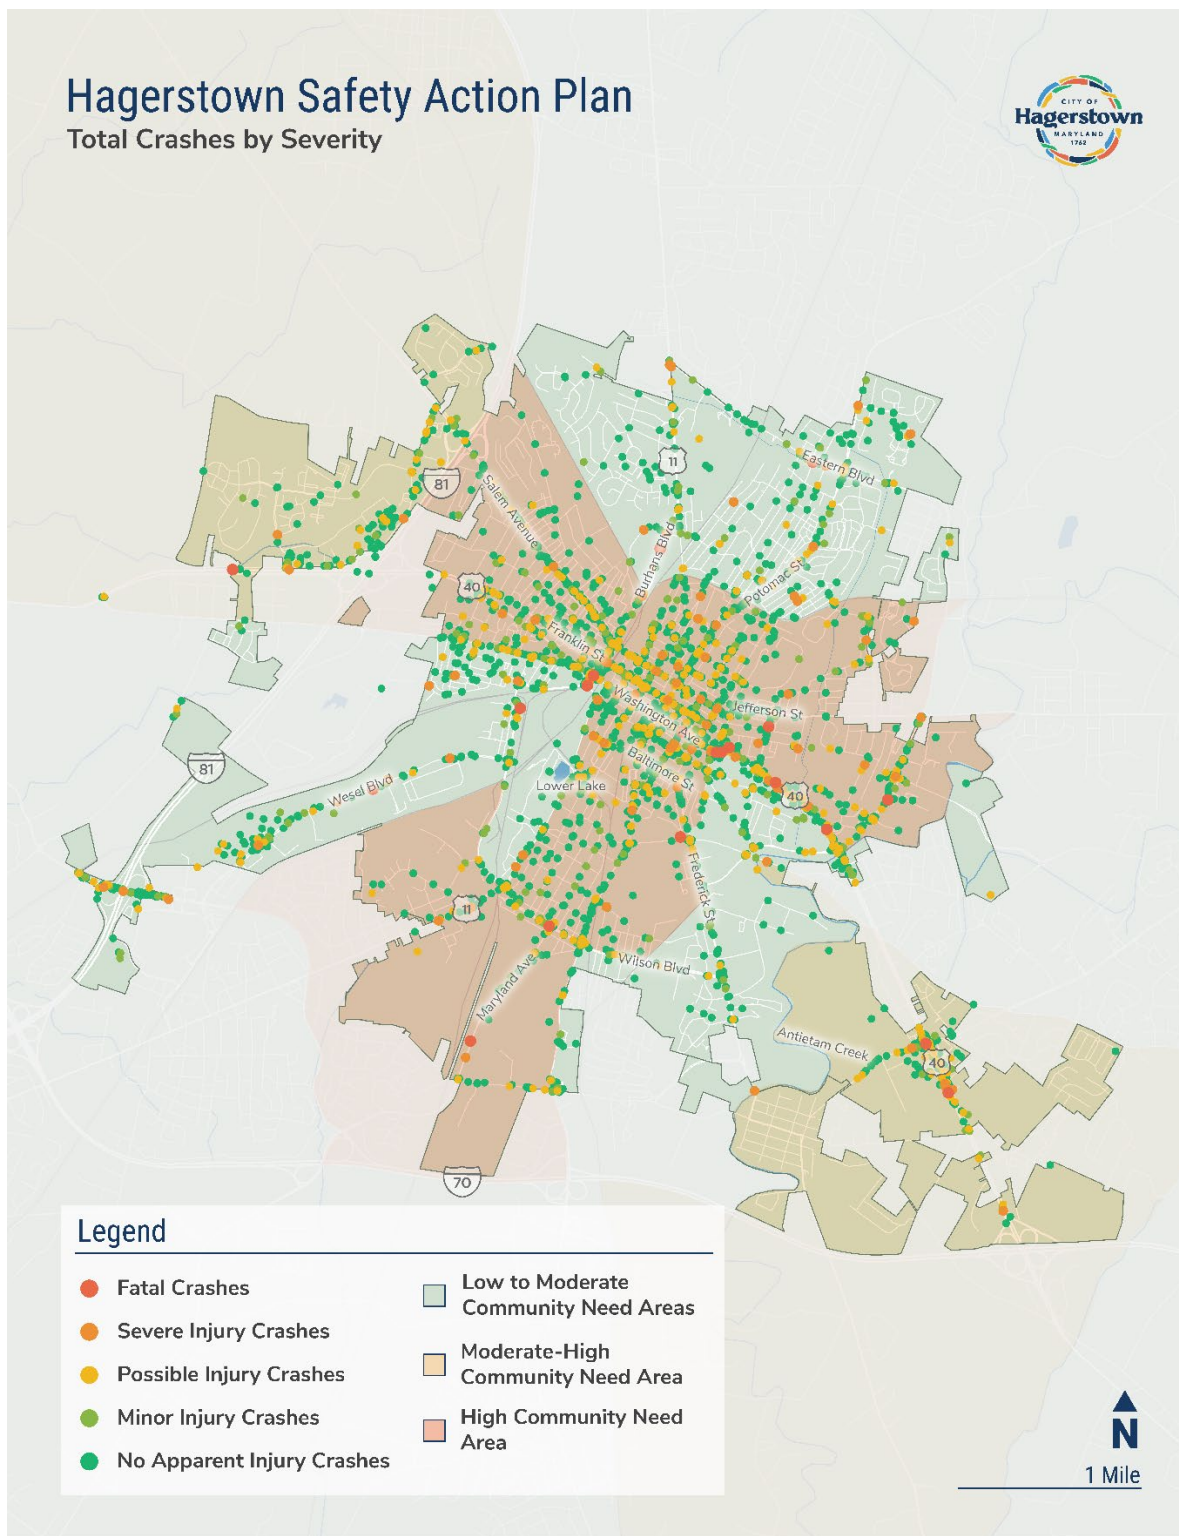 Hagerstown Safety Action Plan
Total Crashes by Severity
CITY OF
Hagerstown
MARYLAND
1762
81
11
Eastern Blvd
Salem Avenue
Burhans Blvd
40
Potomac St
Franklin St
Washington Ave
Jefferson St
Baltimore St
81
Wesel Blvd
Lower Lake
40
Frederick St
11
Wilson Blvd
Maryland Ave
Antietam Creek
40
70
Legend
Fatal Crashes
Severe Injury Crashes
Possible Injury Crashes
Minor Injury Crashes
No Apparent Injury Crashes
Low to Moderate
Community Need Areas
Moderate-High
Community Need Area
High Community Need
Area
N
1 Mile